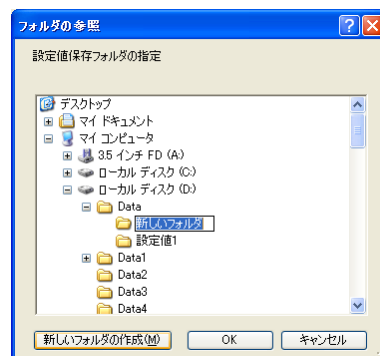 フォルダの参照
設定値保存フォルダの指定
デスクトップ
マイ ドキュメント
マイ コンピュータ
3.5 インチ FD (A:)
ローカル ディスク (C:)
ローカル ディスク (D:)
Data
新しいフォルダ
設定値1
Data1
Data2
Data3
Data4
新しいフォルダの作成(M)
OK
キャンセル